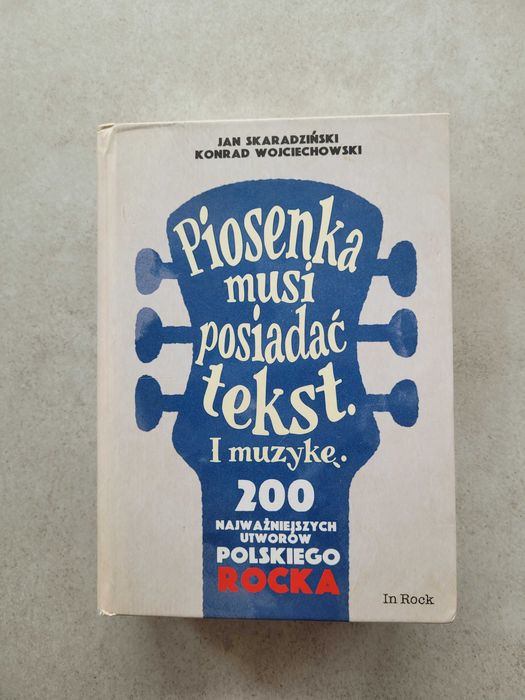 JAN SKARADZIŃSKI
KONRAD WOJCIECHOWSKI
Piosenka
musi
posiadać
tekst.
I muzykę.
200
NAJWAŻNIEJSZYCH
UTWORÓW
POLSKIEGO
ROCKA
In Rock